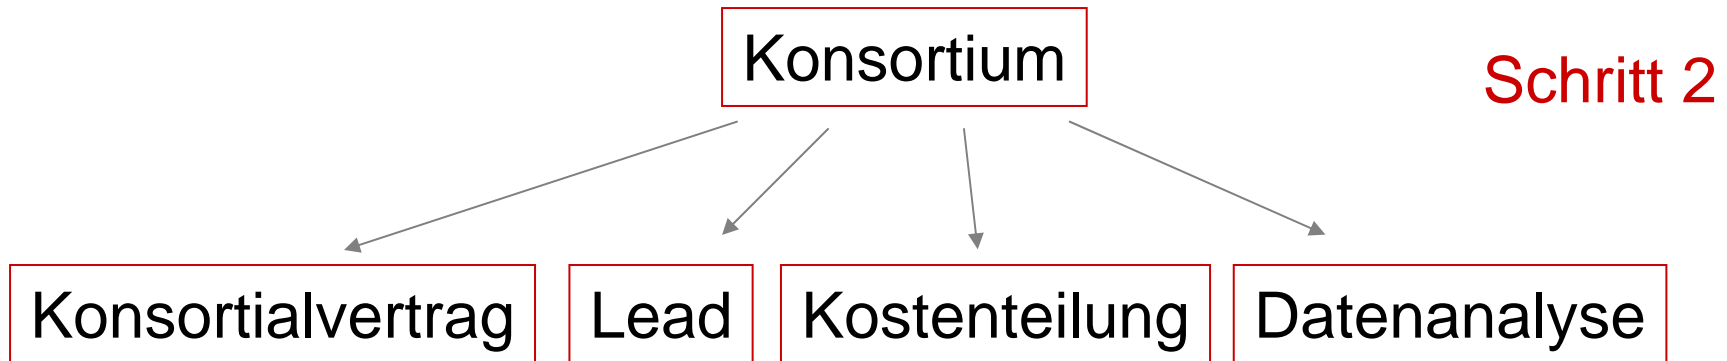 Konsortium
Schritt 2
Konsortialvertrag
Lead
Kostenteilung
Datenanalyse